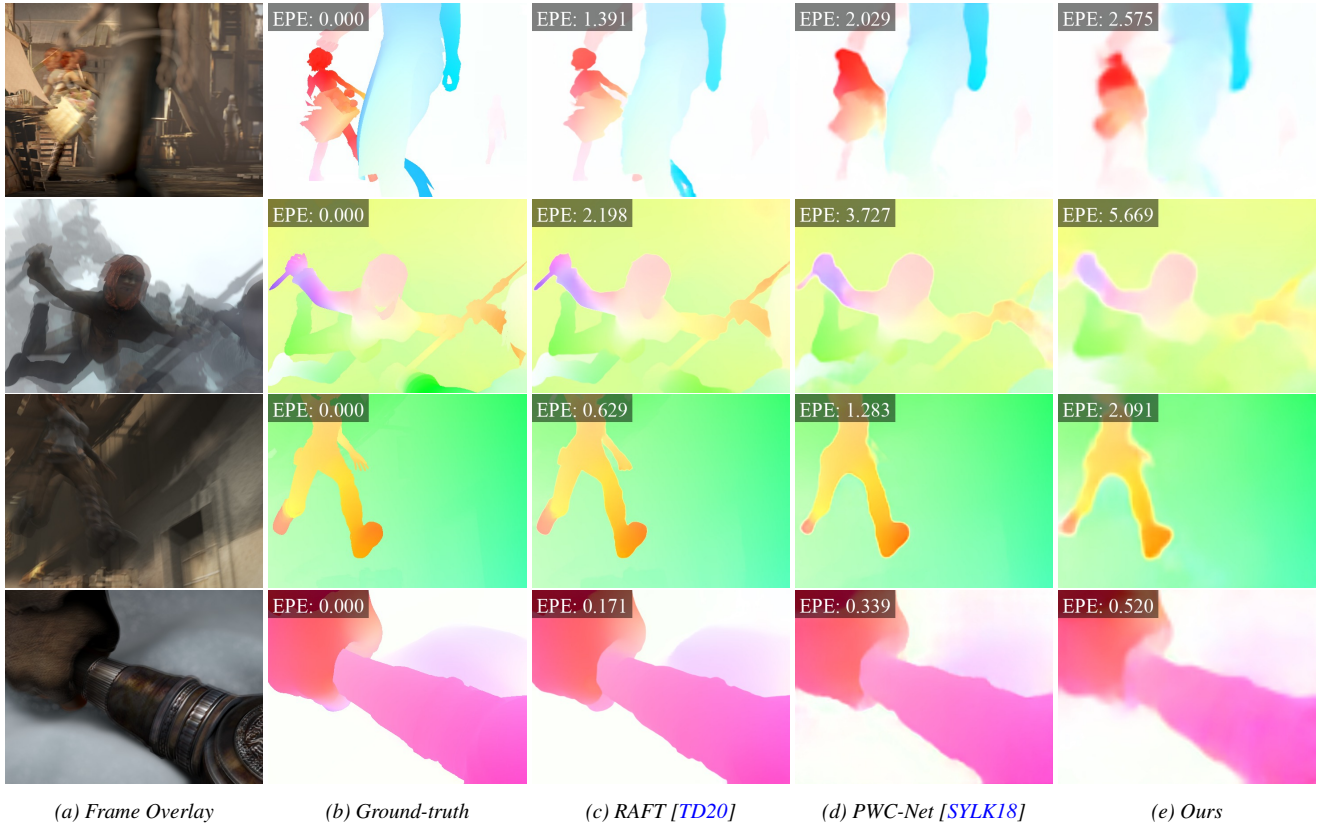 EPE: 0.000 EPE: 1.391 EPE: 2.029 EPE: 2.575
EPE: 0.000 EPE: 2.198 EPE: 3.727 EPE: 5.669
EPE: 0.000 EPE: 0.629 EPE: 1.283 EPE: 2.091
EPE: 0.000 EPE: 0.171 EPE: 0.339 EPE: 0.520
(a) Frame Overlay (b) Ground-truth (c) RAFT [TD20] (d) PWC-Net [SYLK18] (e) Ours